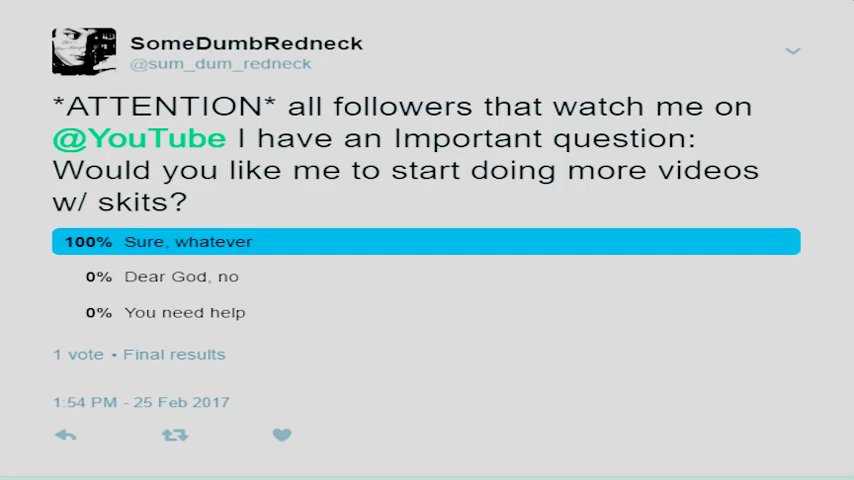 SomeDumbRedneck
@sum_dum_redneck
*ATTENTION* all followers that watch me on
@YouTube I have an Important question:
Would you like me to start doing more videos
w/ skits?
100% Sure, whatever
0% Dear God, no
0% You need help
1 vote • Final results
1:54 PM - 25 Feb 2017